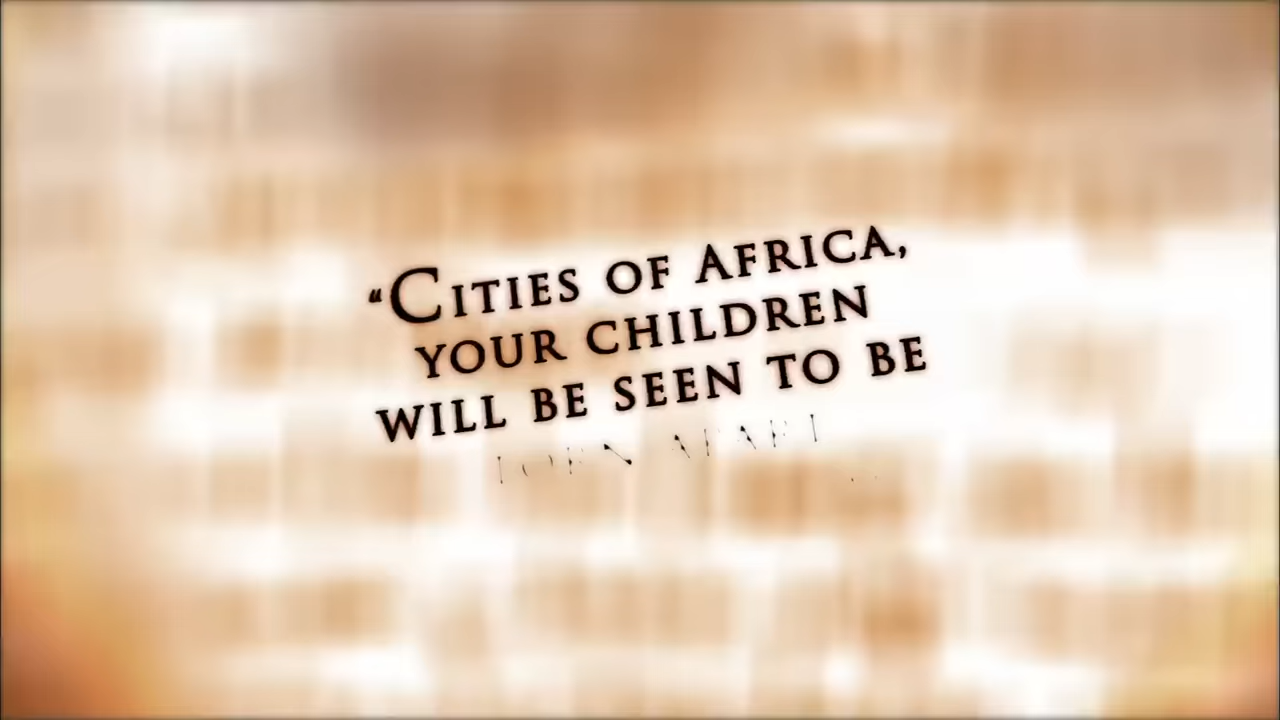 “Cities of Africa,
your children
will be seen to be